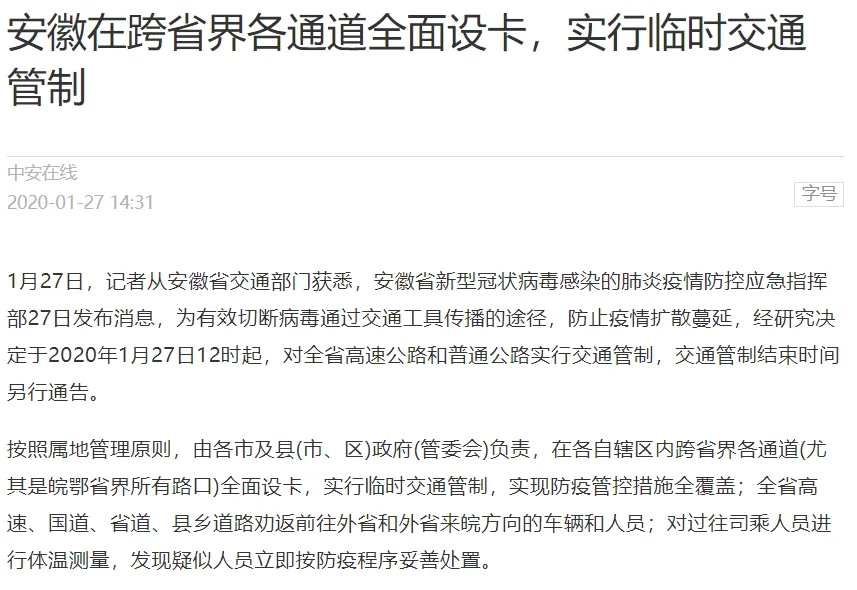 安徽在跨省界各通道全面设卡，实行临时交通
管制
中安在线
2020-01-27 14:31
字号
1月27日，记者从安徽省交通部门获悉，安徽省新型冠状病毒感染的肺炎疫情防控应急指挥
部27日发布消息，为有效切断病毒通过交通工具传播的途径，防止疫情扩散蔓延，经研究决
定于2020年1月27日12时起，对全省高速公路和普通公路实行交通管制，交通管制结束时间
另行通告。
按照属地管理原则，由各市及县(市、区)政府(管委会)负责，在各自辖区内跨省界各通道(尤
其是皖鄂省界所有路口)全面设卡，实行临时交通管制，实现防疫管控措施全覆盖；全省高
速、国道、省道、县乡道路劝返前往外省和外省来皖方向的车辆和人员；对过往司乘人员进
行体温测量，发现疑似人员立即按防疫程序妥善处置。